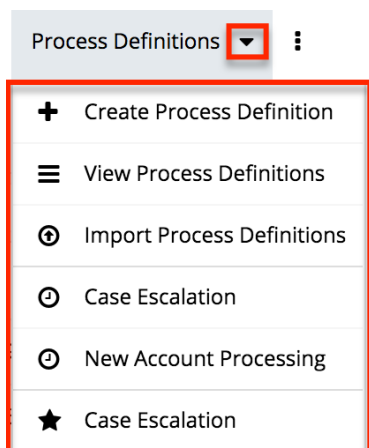 Process Definitions
Create Process Definition
View Process Definitions
Import Process Definitions
Case Escalation
New Account Processing
Case Escalation